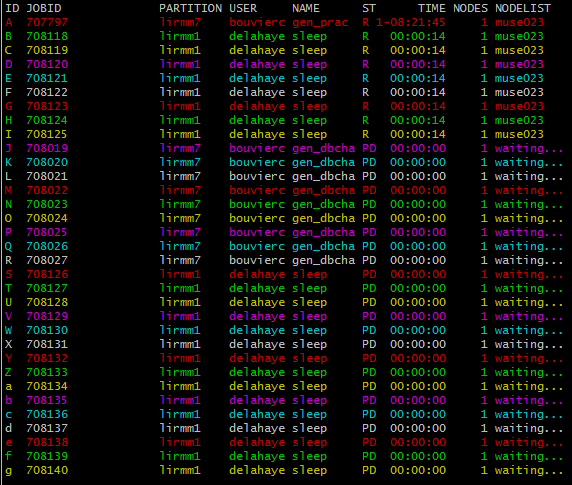 ID JOBID PARTITION USER NAME ST TIME NODES NODELIST
A 707797 lirmm7 bouvierc gen_prac R 1-08:21:45 1 muse023
B 708118 lirmm1 delahaye sleep R 00:00:14 1 muse023
C 708119 lirmm1 delahaye sleep R 00:00:14 1 muse023
D 708120 lirmm1 delahaye sleep R 00:00:14 1 muse023
E 708121 lirmm1 delahaye sleep R 00:00:14 1 muse023
F 708122 lirmm1 delahaye sleep R 00:00:14 1 muse023
G 708123 lirmm1 delahaye sleep R 00:00:14 1 muse023
H 708124 lirmm1 delahaye sleep R 00:00:14 1 muse023
I 708125 lirmm1 delahaye sleep R 00:00:14 1 muse023
J 708019 lirmm7 bouvierc gen_dbcha PD 00:00:00 1 waiting...
K 708020 lirmm7 bouvierc gen_dbcha PD 00:00:00 1 waiting...
L 708021 lirmm7 bouvierc gen_dbcha PD 00:00:00 1 waiting...
M 708022 lirmm7 bouvierc gen_dbcha PD 00:00:00 1 waiting...
N 708023 lirmm7 bouvierc gen_dbcha PD 00:00:00 1 waiting...
O 708024 lirmm7 bouvierc gen_dbcha PD 00:00:00 1 waiting...
P 708025 lirmm7 bouvierc gen_dbcha PD 00:00:00 1 waiting...
Q 708026 lirmm7 bouvierc gen_dbcha PD 00:00:00 1 waiting...
R 708027 lirmm7 bouvierc gen_dbcha PD 00:00:00 1 waiting...
S 708126 lirmm1 delahaye sleep PD 00:00:00 1 waiting...
T 708127 lirmm1 delahaye sleep PD 00:00:00 1 waiting...
U 708128 lirmm1 delahaye sleep PD 00:00:00 1 waiting...
V 708129 lirmm1 delahaye sleep PD 00:00:00 1 waiting...
W 708130 lirmm1 delahaye sleep PD 00:00:00 1 waiting...
X 708131 lirmm1 delahaye sleep PD 00:00:00 1 waiting...
Y 708132 lirmm1 delahaye sleep PD 00:00:00 1 waiting...
Z 708133 lirmm1 delahaye sleep PD 00:00:00 1 waiting...
a 708134 lirmm1 delahaye sleep PD 00:00:00 1 waiting...
b 708135 lirmm1 delahaye sleep PD 00:00:00 1 waiting...
c 708136 lirmm1 delahaye sleep PD 00:00:00 1 waiting...
d 708137 lirmm1 delahaye sleep PD 00:00:00 1 waiting...
e 708138 lirmm1 delahaye sleep PD 00:00:00 1 waiting...
f 708139 lirmm1 delahaye sleep PD 00:00:00 1 waiting...
g 708140 lirmm1 delahaye sleep PD 00:00:00 1 waiting...